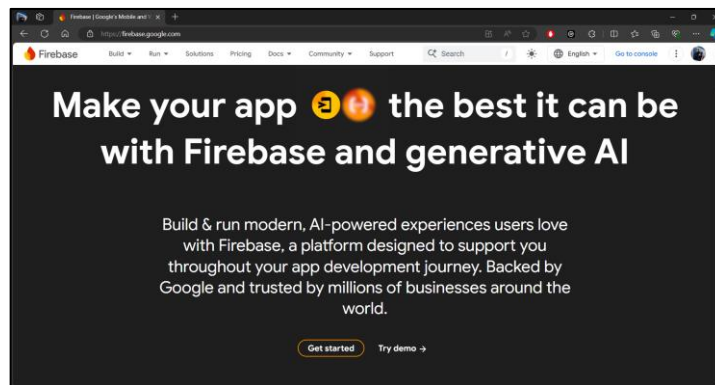 Firebase | Google's Mobile and
https://firebase.google.com
Firebase Build Run Solutions Pricing Docs Community Support Search / English Go to console
Make your app the best it can be
with Firebase and generative AI
Build & run modern, AI-powered experiences users love
with Firebase, a platform designed to support you
throughout your app development journey. Backed by
Google and trusted by millions of businesses around the
world.
Get started Try demo →